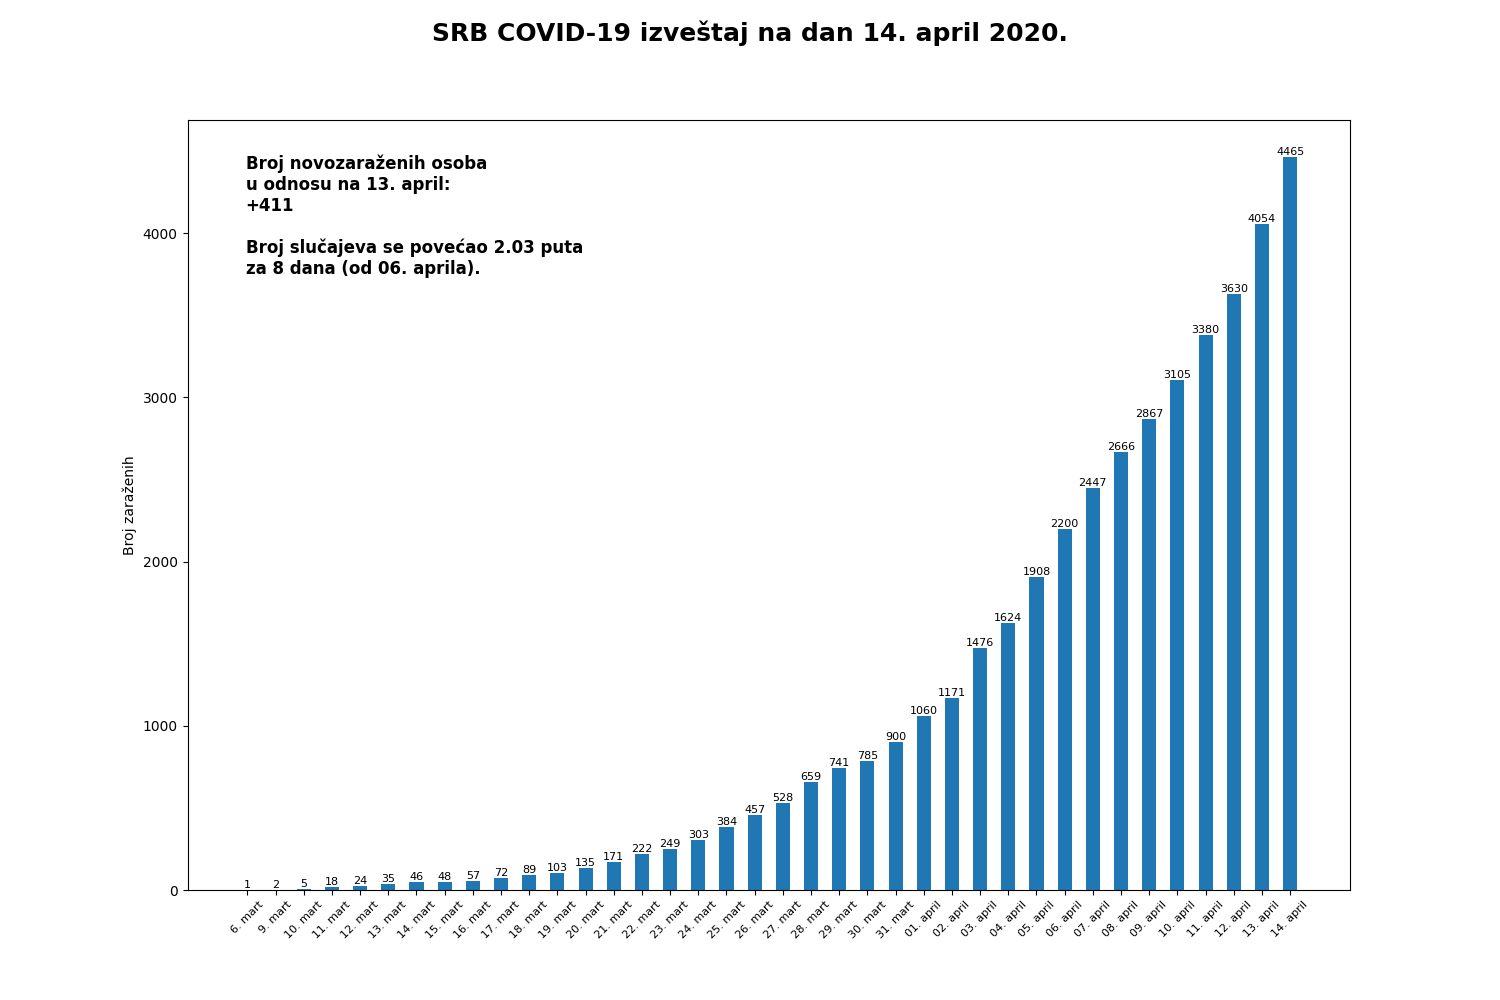 SRB COVID-19 izveštaj na dan 14. april 2020.
Broj novozaraženih osoba
u odnosu na 13. april:
+411
Broj slučajeva se povećao 2.03 puta
za 8 dana (od 06. aprila).
Broj zaraženih
4000
3000
2000
1000
0
1 2 5 18 24 35 46 48 57 72 89 103 135 171 222 249 303 384 457 528 659 741 785 900 1060 1171 1476 1624 1908 2200 2447 2666 2867 3105 3380 3630 4054 4465
6. mart 9. mart 10. mart 11. mart 12. mart 13. mart 14. mart 15. mart 16. mart 17. mart 18. mart 19. mart 20. mart 21. mart 22. mart 23. mart 24. mart 25. mart 26. mart 27. mart 28. mart 29. mart 30. mart 31. mart 01. april 02. april 03. april 04. april 05. april 06. april 07. april 08. april 09. april 10. april 11. april 12. april 13. april 14. april